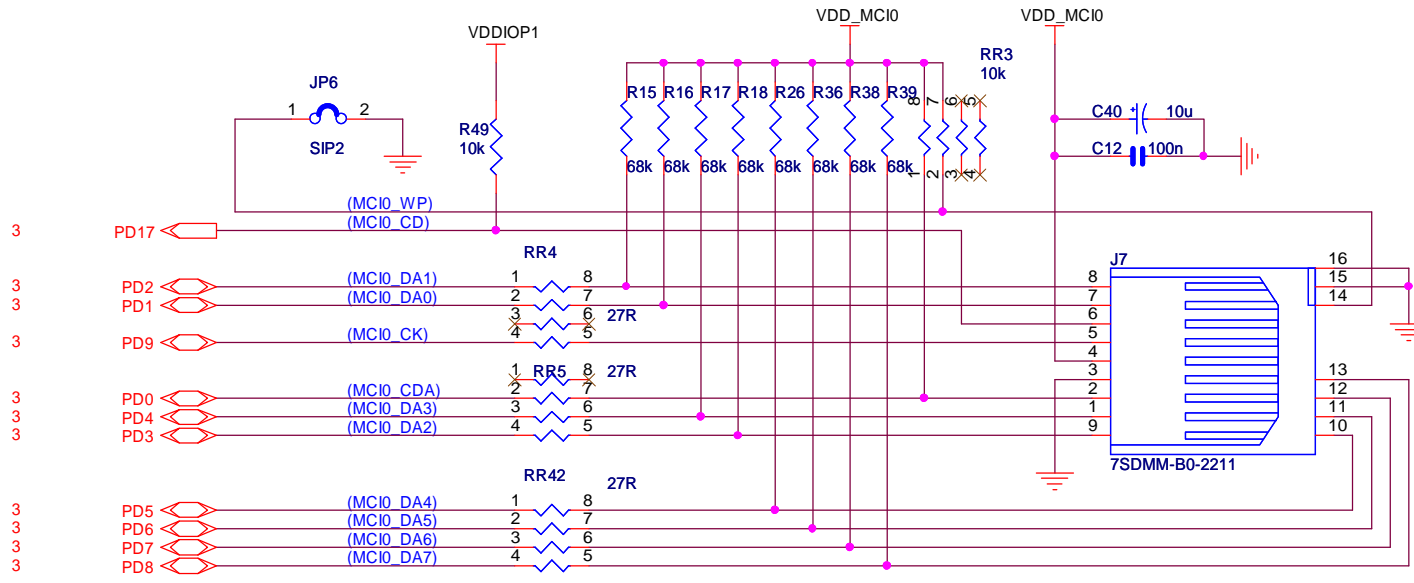 VDD_MCI0 VDD_MCI0
VDDIOP1
RR3
10k
JP6
1 2
SIP2
R15 R16 R17 R18 R26 R36 R38 R39 8 7 6 5
C40 + 10u
R49
10k
C12 100n
68k 68k 68k 68k 68k 68k 68k 68k 1 2 3 4
(MCI0_WP)
3 PD17 (MCI0_CD)
RR4
J7
16
3 PD2 (MCI0_DA1) 1 8 8 15
3 PD1 (MCI0_DA0) 2 7 7 14
3 6 27R 6
3 PD9 (MCI0_CK) 4 5 5
4
1 RR5 8 27R 3 13
3 PD0 (MCI0_CDA) 2 7 2 12
3 PD4 (MCI0_DA3) 3 6 1 11
3 PD3 (MCI0_DA2) 4 5 9 10
7SDMM-B0-2211
RR42 27R
3 PD5 (MCI0_DA4) 1 8
3 PD6 (MCI0_DA5) 2 7
3 PD7 (MCI0_DA6) 3 6
3 PD8 (MCI0_DA7) 4 5